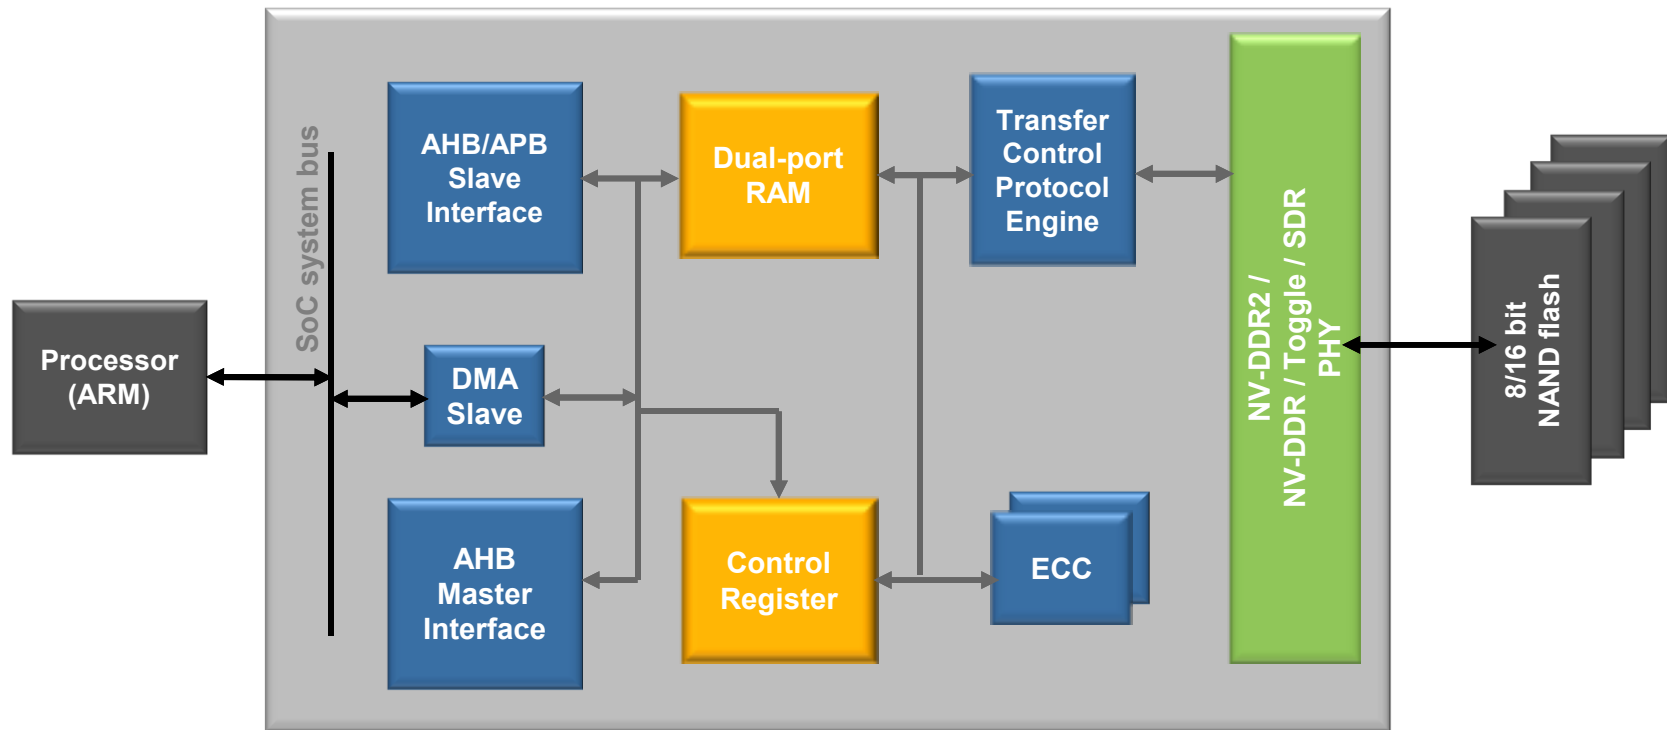 Processor
(ARM)
SoC system bus
AHB/APB
Slave
Interface
DMA
Slave
AHB
Master
Interface
Dual-port
RAM
Control
Register
Transfer
Control
Protocol
Engine
ECC
NV-DDR2 /
NV-DDR / Toggle / SDR
PHY
8/16 bit
NAND flash